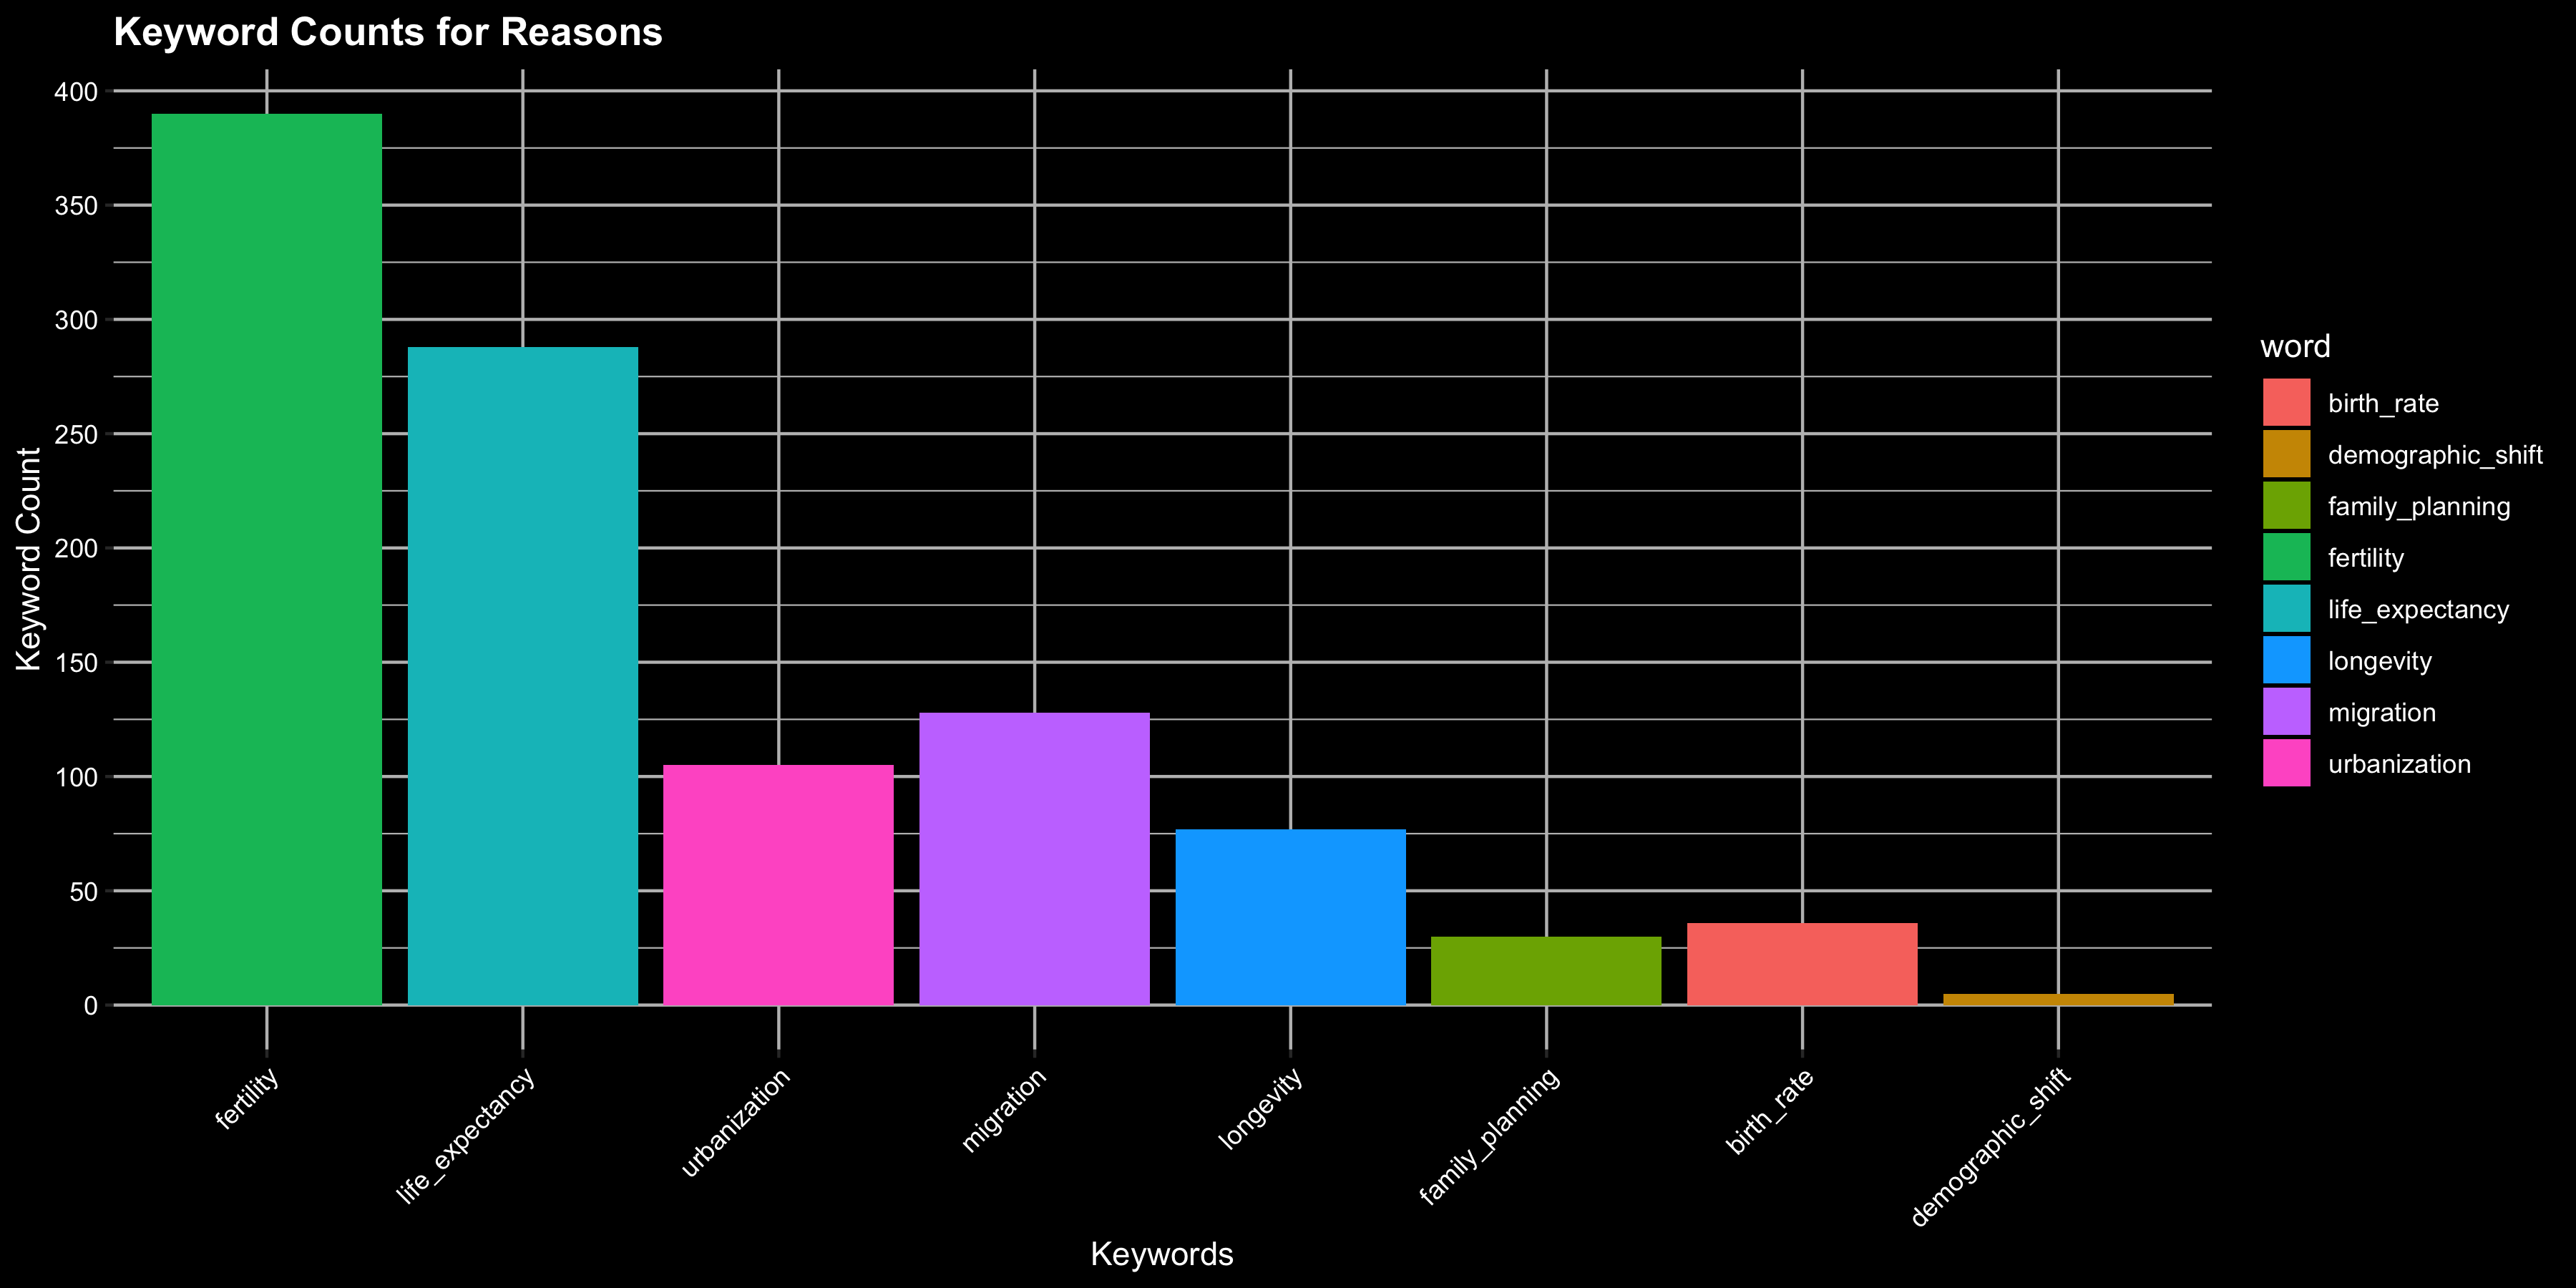 Keyword Counts for Reasons
Keyword Count
400
350
300
250
200
150
100
50
0
fertility
life_expectancy
urbanization
migration
longevity
family_planning
birth_rate
demographic_shift
Keywords
word
birth_rate
demographic_shift
family_planning
fertility
life_expectancy
longevity
migration
urbanization